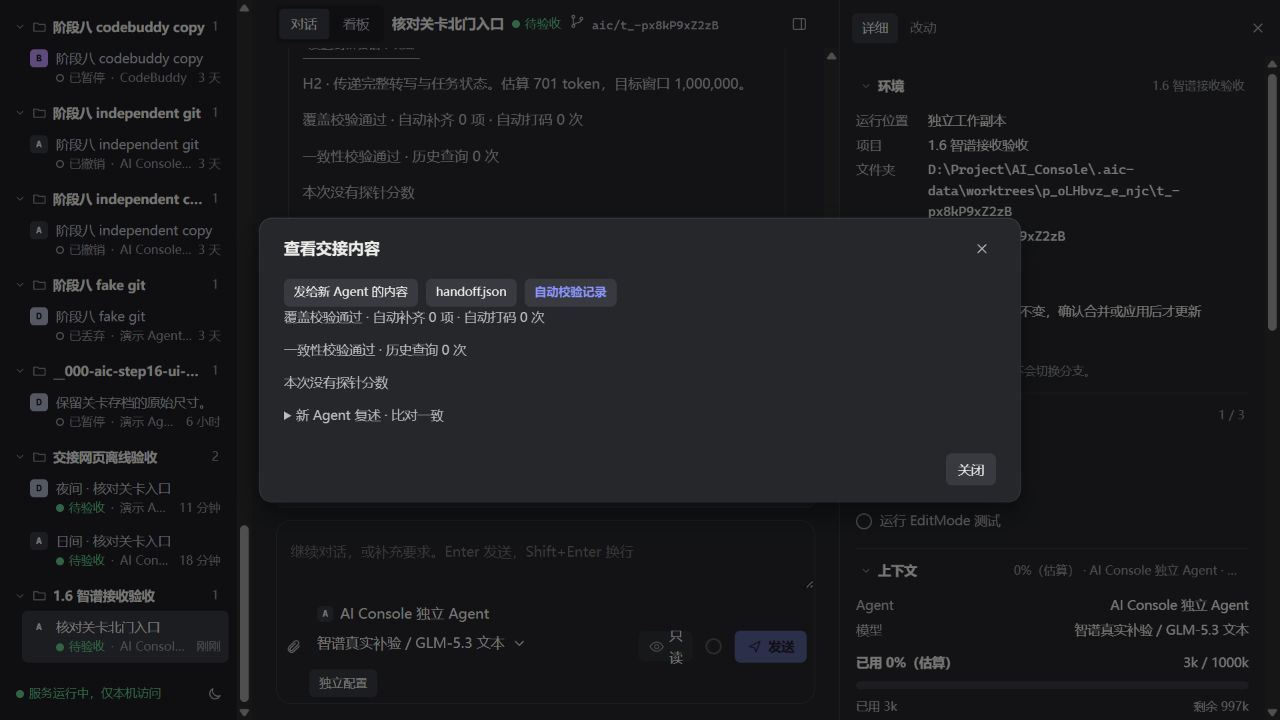 阶段八 codebuddy copy 1
B 阶段八 codebuddy copy
已暂停 · CodeBuddy 3 天
阶段八 independent git 1
A 阶段八 independent git
已撤销 · AI Console... 3 天
阶段八 independent c... 1
A 阶段八 independent copy
已撤销 · AI Console... 3 天
阶段八 fake git 1
D 阶段八 fake git
已丢弃 · 演示 Agent... 3 天
__000-aic-step16-ui-... 1
D 保留关卡存档的原始尺寸。
已暂停 · 演示 Ag... 6 小时
交接网页离线验收 2
D 夜间 · 核对关卡入口
待验收 · 演示 A... 11 分钟
A 日间 · 核对关卡入口
待验收 · AI Con... 18 分钟
1.6 智谱接收验收 1
A 核对关卡北门入口
待验收 · AI Consol... 刚刚
服务运行中，仅本机访问
对话 看板 核对关卡北门入口 待验收 aic/t_-px8kP9xZ2zB
H2 · 传递完整转写与任务状态。估算 701 token，目标窗口 1,000,000。
覆盖校验通过 · 自动补齐 0 项 · 自动打码 0 次
一致性校验通过 · 历史查询 0 次
本次没有探针分数
查看交接内容
发给新 Agent 的内容 handoff.json 自动校验记录
覆盖校验通过 · 自动补齐 0 项 · 自动打码 0 次
一致性校验通过 · 历史查询 0 次
本次没有探针分数
▶ 新 Agent 复述 · 比对一致
关闭
继续对话，或补充要求。Enter 发送，Shift+Enter 换行
A AI Console 独立 Agent
智谱真实补验 / GLM-5.3 文本
只读
发送
独立配置
详细 改动
环境 1.6 智谱接收验收
运行位置 独立工作副本
项目 1.6 智谱接收验收
文件夹 D:\Project\AI_Console\.aic-
data\worktrees\p_oLHbvz_e_njc\t_-
px8kP9xZ2zB
9xZ2zB
不变，确认合并或应用后才更新
不会切换分支。
1 / 3
运行 EditMode 测试
上下文 0%（估算） · AI Console 独立 Agent · ...
Agent AI Console 独立 Agent
模型 智谱真实补验 / GLM-5.3 文本
已用 0%（估算） 3k / 1000k
已用 3k 剩余 997k